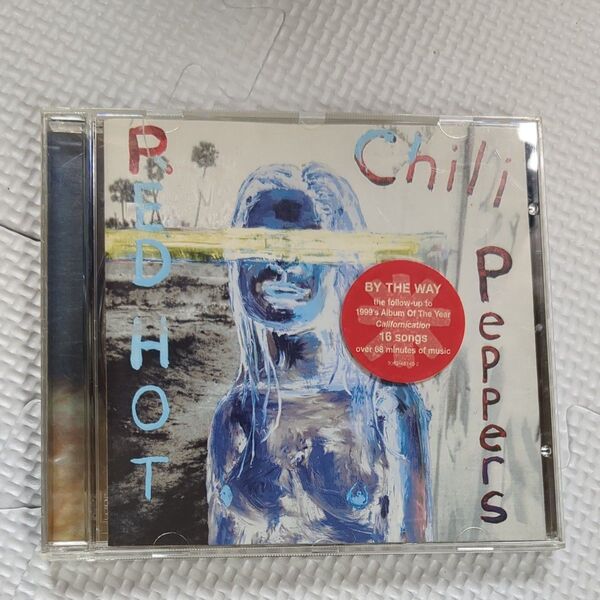 RED HOT
Chili
Peppers
BY THE WAY
the follow-up to
1999's Album Of The Year
Californication
16 songs
over 68 minutes of music